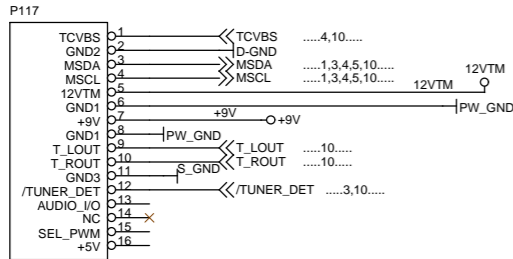 P117
TCVBS 1 TCVBS .....4,10.....
GND2 2 D-GND
MSDA 3 MSDA .....1,3,4,5,10.....
MSCL 4 MSCL .....1,3,4,5,10.....
12VTM 5 12VTM 12VTM
GND1 6 PW_GND
+9V 7 +9V +9V
GND1 8 PW_GND
T_LOUT 9 T_LOUT .....10.....
T_ROUT 10 T_ROUT .....10.....
GND3 11 S_GND
/TUNER_DET 12 /TUNER_DET .....3,10.....
AUDIO_I/O 13
NC 14
SEL_PWM 15
+5V 16